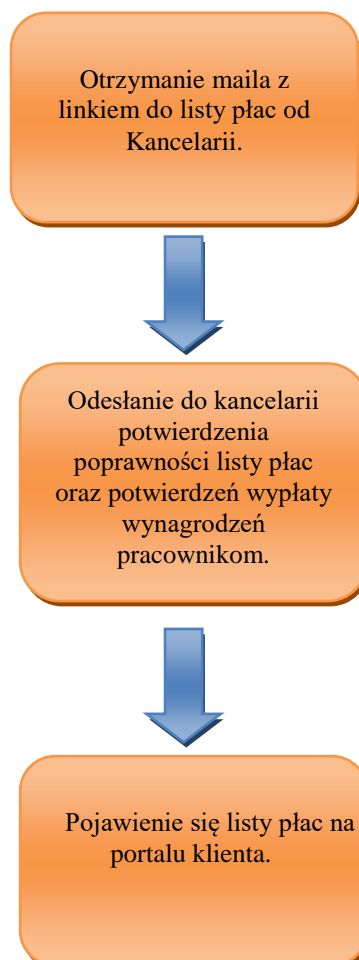 Otrzymanie maila z
linkiem do listy płac od
Kancelarii.
Odesłanie do kancelarii
potwierdzenia
poprawności listy płac
oraz potwierdzeń wypłaty
wynagrodzeń
pracownikom.
Pojawienie się listy płac na
portalu klienta.